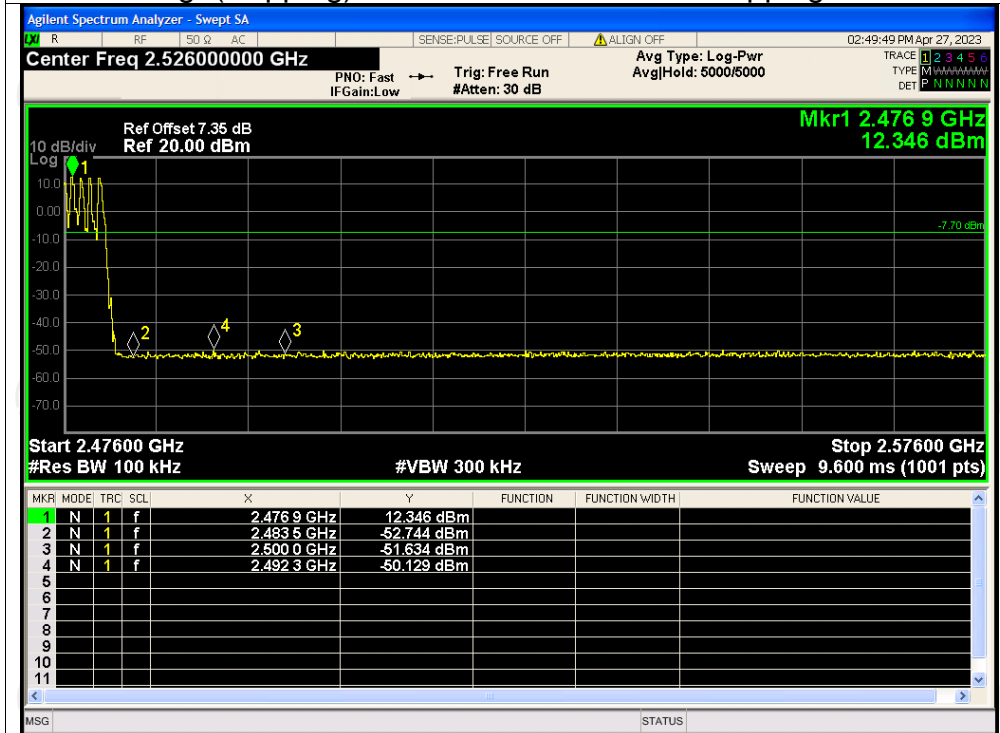 Agilent Spectrum Analyzer - Swept SA
LXI R RF 50 Ω AC SENSE:PULSE SOURCE OFF ALIGN OFF 02:49:49 PM Apr 27, 2023
Center Freq 2.526000000 GHz Avg Type: Log-Pwr TRACE 1 2 3 4 5 6
PNO: Fast Trig: Free Run Avg|Hold: 5000/5000 TYPE M
IFGain:Low #Atten: 30 dB DET P N N N N N
Mkr1 2.476 9 GHz
Ref Offset 7.35 dB
10 dB/div Ref 20.00 dBm 12.346 dBm
Log
1
10.0
0.00
-7.70 dBm
-10.0
-20.0
-30.0
-40.0
2 4 3
-50.0
-60.0
-70.0
Start 2.47600 GHz Stop 2.57600 GHz
#Res BW 100 kHz #VBW 300 kHz Sweep 9.600 ms (1001 pts)
MKR MODE TRC SCL X Y FUNCTION FUNCTION WIDTH FUNCTION VALUE
1 N 1 f 2.476 9 GHz 12.346 dBm
2 N 1 f 2.483 5 GHz -52.744 dBm
3 N 1 f 2.500 0 GHz -51.634 dBm
4 N 1 f 2.492 3 GHz -50.129 dBm
5
6
7
8
9
10
11
MSG STATUS